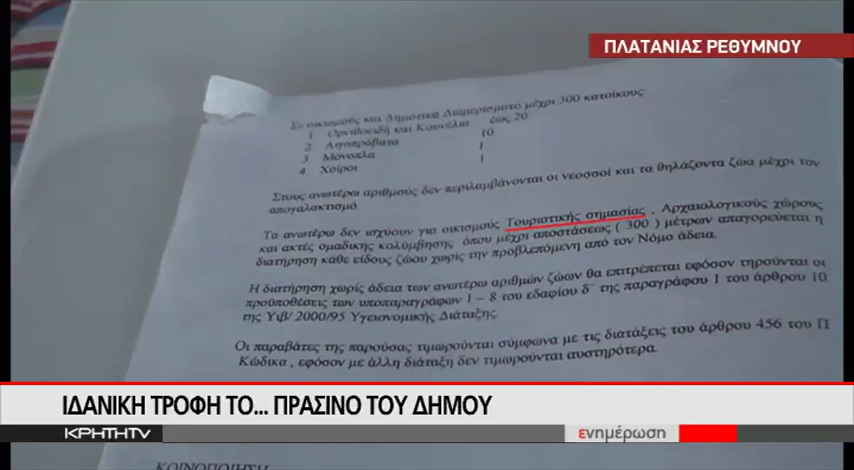 ΠΛΑΤΑΝΙΑΣ ΡΕΘΥΜΝΟΥ
Σε οικισμούς και Δημοτικά Διαμερίσματα μέχρι 500 κατοίκους:
1 Ορνιθοειδή και Κουνέλια έως 20
2. Αιγοπρόβατα 10
3 Μόνοπλα 1
4. Χοίροι 1
Στους ανωτέρω αριθμούς δεν περιλαμβάνονται οι νεοσσοί και τα θηλάζοντα ζώα μέχρι τον
απογαλακτισμό.
Τα ανωτέρω δεν ισχύουν για οικισμούς Τουριστικής σημασίας , Αρχαιολογικούς χώρους
και ακτές ομαδικής κολύμβησης όπου μέχρι αποστάσεως ( 300 ) μέτρων απαγορεύεται η
διατήρηση κάθε είδους ζώου χωρίς την προβλεπόμενη από τον Νόμο άδεια.
Η διατήρηση χωρίς άδεια των ανωτέρω αριθμών ζώων θα επιτρέπεται εφόσον τηρούνται οι
προϋποθέσεις των υποπαραγράφων 1 – 8 του εδαφίου δ΄ της παραγράφου 1 του άρθρου 10
της Υιβ/ 2000/95 Υγειονομικής Διάταξης.
Οι παραβάτες της παρούσας τιμωρούνται σύμφωνα με τις διατάξεις του άρθρου 456 του Π
Κώδικα , εφόσον με άλλη διάταξη δεν τιμωρούνται αυστηρότερα.
ΙΔΑΝΙΚΗ ΤΡΟΦΗ ΤΟ... ΠΡΑΣΙΝΟ ΤΟΥ ΔΗΜΟΥ
ΚΡΗΤΗTV ενημέρωση
ΚΟΙΝΟΠΟΙΗΣΗ